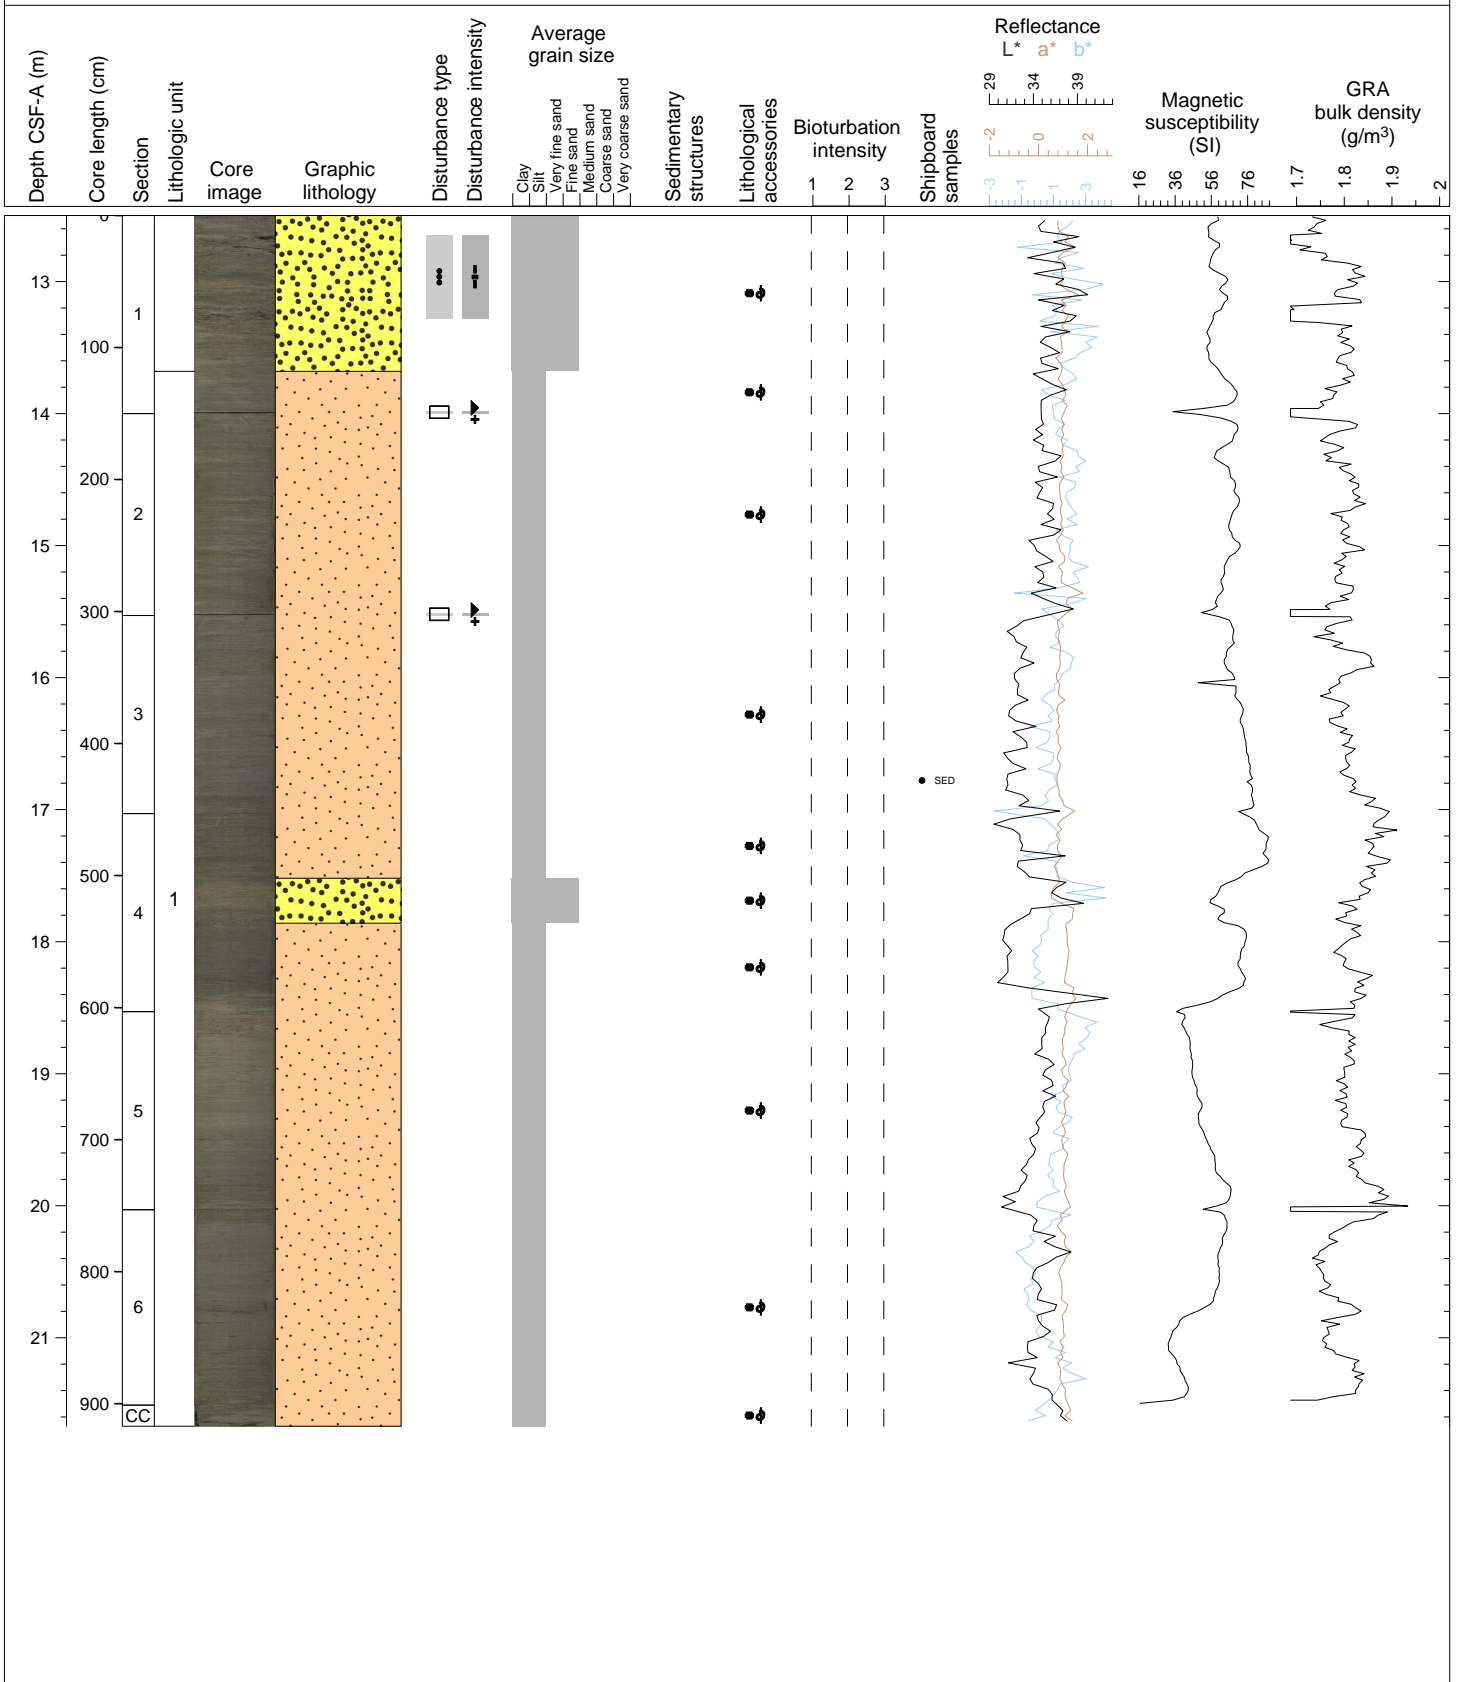 Depth CSF-A (m)
Core length (cm)
Section
Lithologic unit
Core
image
Graphic
lithology
Disturbance type
Disturbance intensity
Average
grain size
Clay
Silt
Very fine sand
Fine sand
Medium sand
Coarse sand
Very coarse sand
Sedimentary
structures
Lithological
accessories
Bioturbation
intensity
1 2 3
Shipboard
samples
Reflectance
L* a* b*
29 34 39
-2 0 2
-3 -1 1 3
Magnetic
susceptibility
(SI)
16 36 56 76
GRA
bulk density
(g/m3)
1.7 1.8 1.9 2
0
13
1
100
14
200
2
15
300
16
3
400
SED
17
500
1
4
18
600
19
5
700
20
800
6
21
900
CC